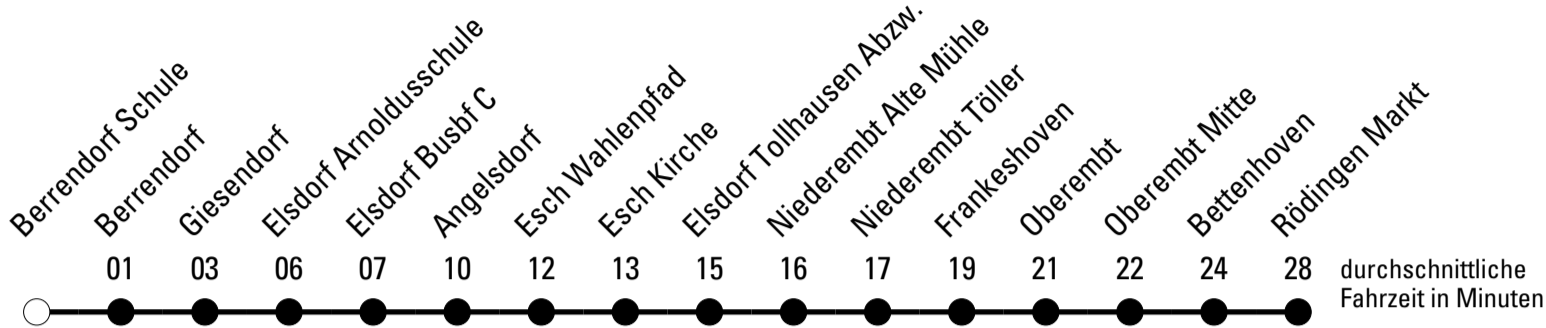 Berrendorf Schule
Berrendorf
Giesendorf
Elsdorf Arnoldusschule
Elsdorf Busbf C
Angelsdorf
Esch Wahlenpfad
Esch Kirche
Elsdorf Tollhausen Abzw.
Niederembt Alte Mühle
Niederembt Töller
Frankeshoven
Oberembt
Oberembt Mitte
Bettenhoven
Rödingen Markt
01 03 06 07 10 12 13 15 16 17 19 21 22 24 28
durchschnittliche
Fahrzeit in Minuten